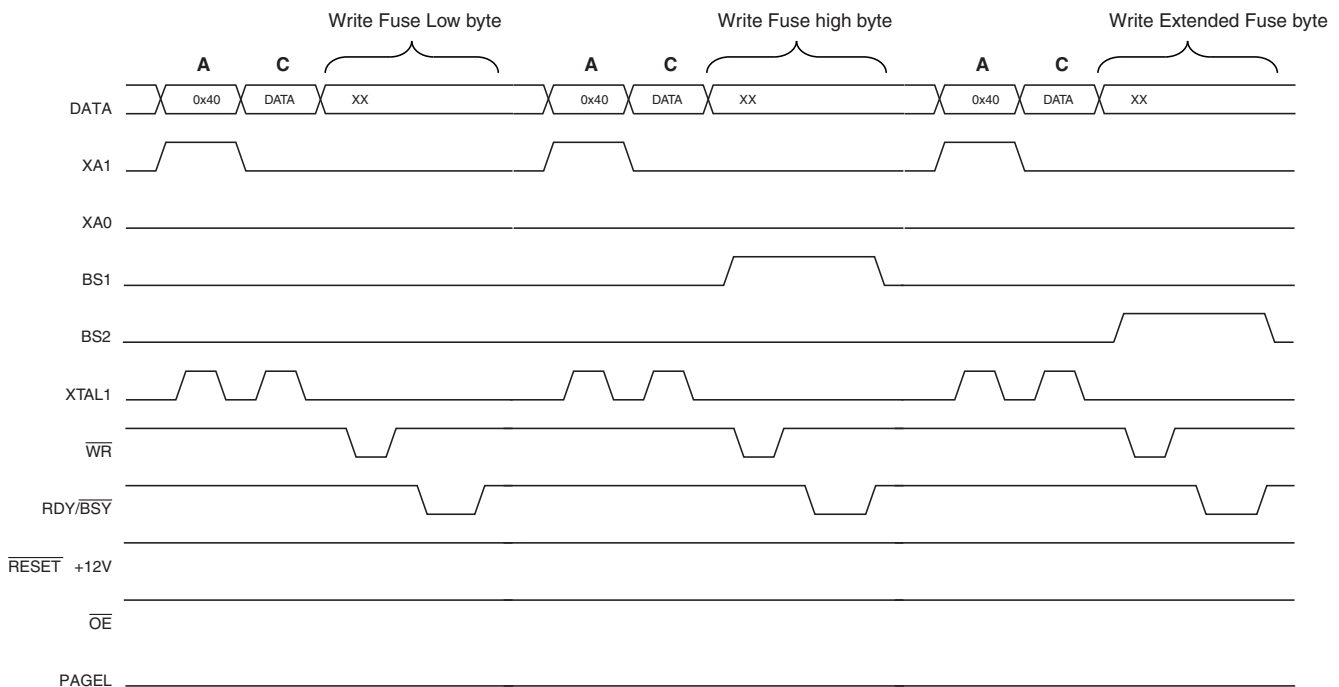 Write Fuse Low byte Write Fuse high byte Write Extended Fuse byte
A C A C A C
DATA 0x40 DATA XX 0x40 DATA XX 0x40 DATA XX
XA1
XA0
BS1
BS2
XTAL1
WR
RDY/BSY
RESET +12V
OE
PAGEL